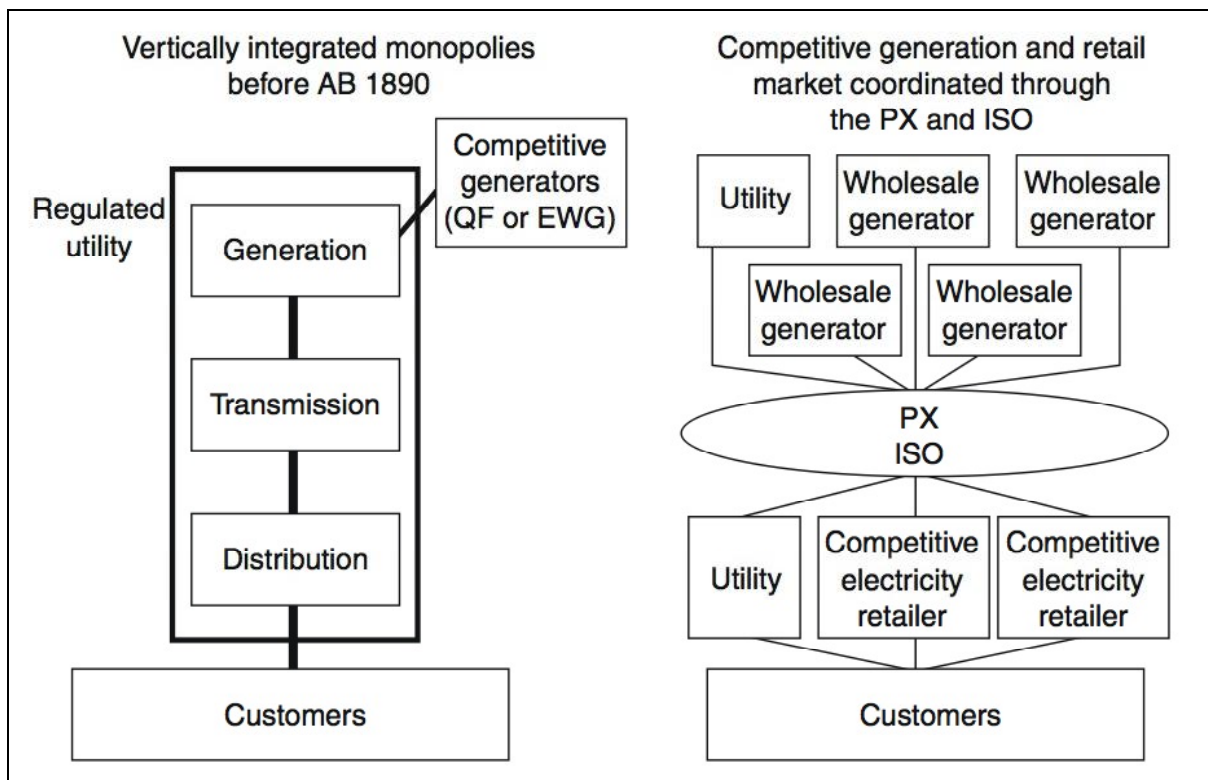 Vertically integrated monopolies
before AB 1890
Regulated
utility
Competitive
generators
(QF or EWG)
Generation
Transmission
Distribution
Customers
Competitive generation and retail
market coordinated through
the PX and ISO
Utility
Wholesale
generator
Wholesale
generator
Wholesale
generator
Wholesale
generator
PX
ISO
Utility
Competitive
electricity
retailer
Competitive
electricity
retailer
Customers